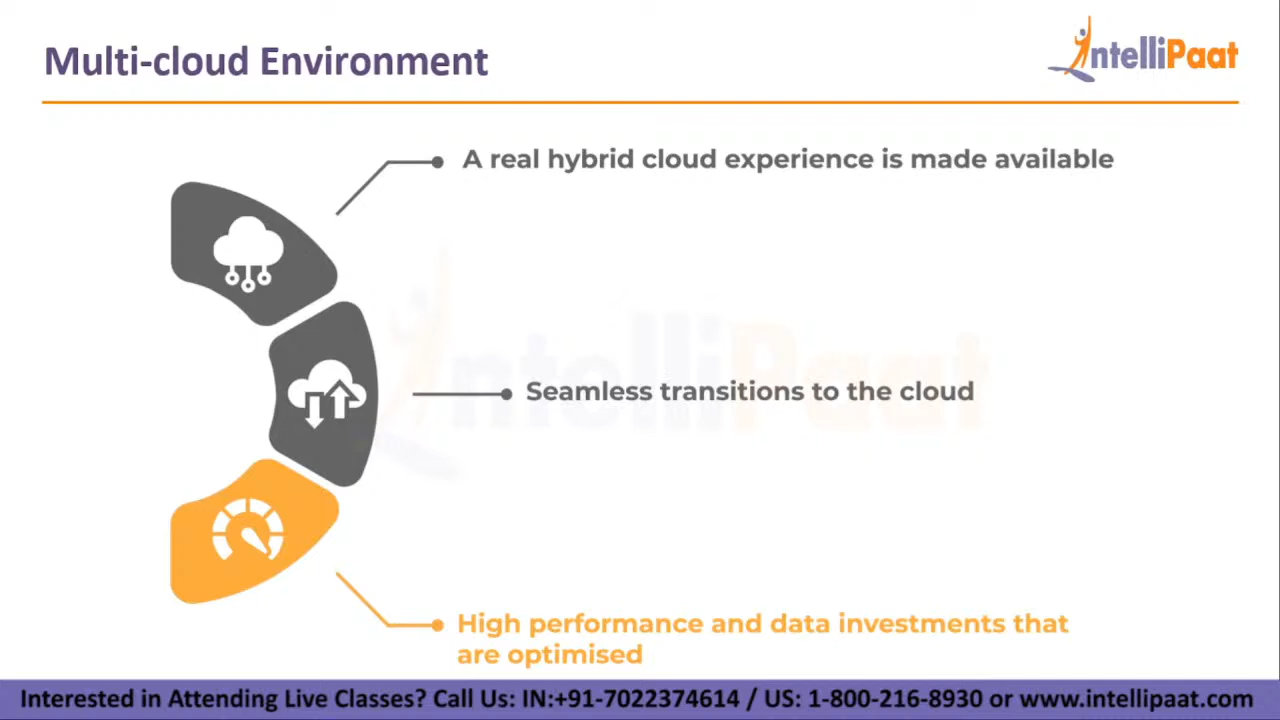 Multi-cloud Environment
IntelliPaat
A real hybrid cloud experience is made available
IntelliPaat
Seamless transitions to the cloud
High performance and data investments that
are optimised
Interested in Attending Live Classes? Call Us: IN:+91-7022374614 / US: 1-800-216-8930 or www.intellipaat.com